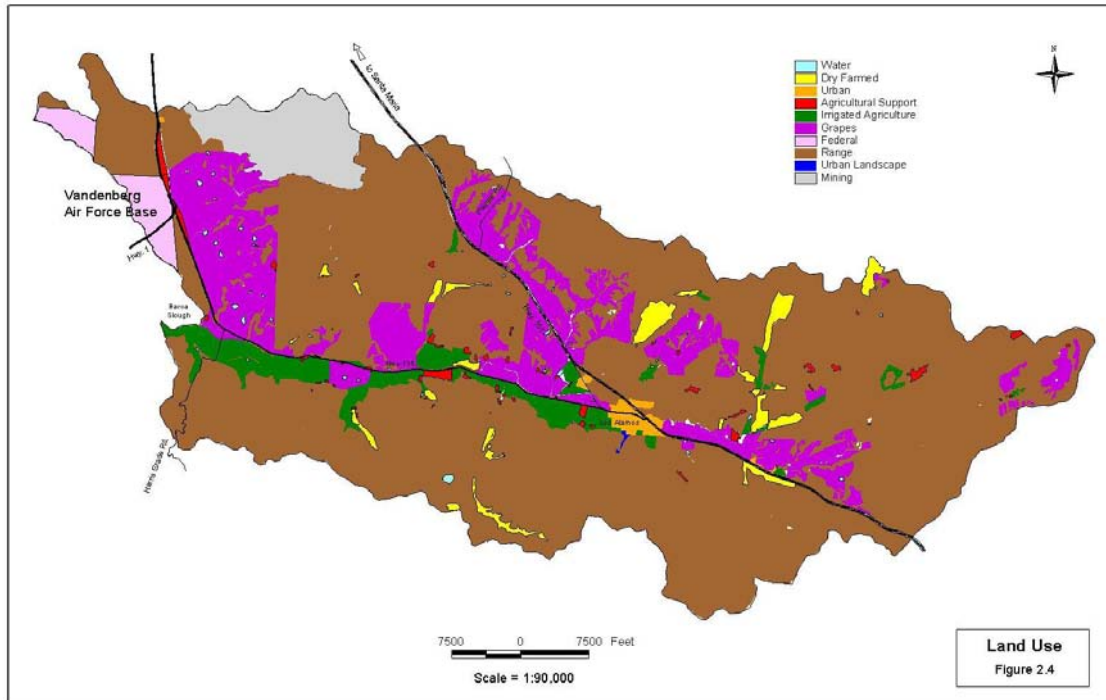 to Santa Maria
N
Water
Dry Farmed
Urban
Agricultural Support
Irrigated Agriculture
Grapes
Federal
Range
Urban Landscape
Mining
Vandenberg
Air Force Base
Hwy. 1
Barca
Slough
Los Alamos
Harris Grade Rd.
7500 0 7500 Feet
Scale = 1:90,000
Land Use
Figure 2.4